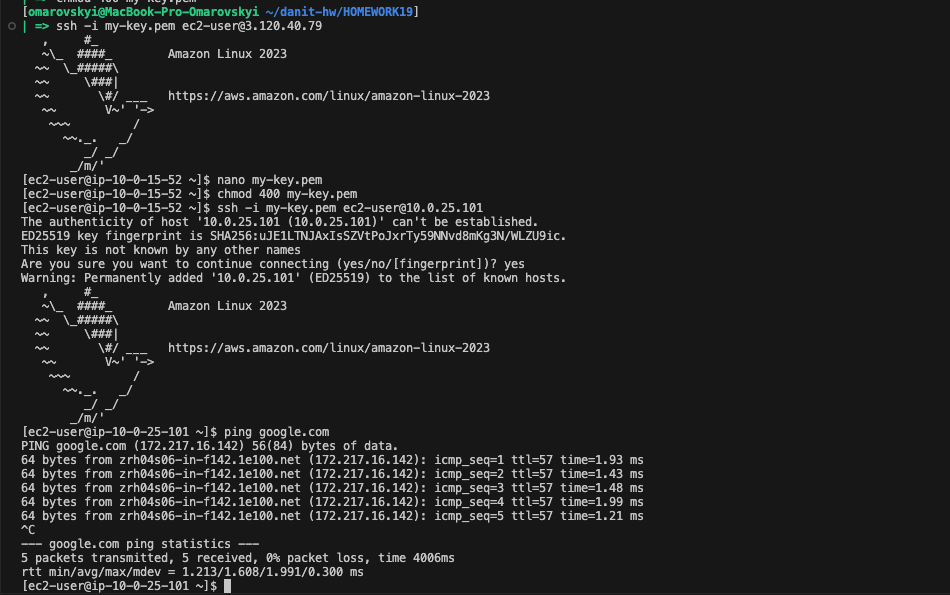 | => chmod 400 my-key.pem
[omarovskyi@MacBook-Pro-Omarovskyi ~/danit-hw/HOMEWORK19]
| => ssh -i my-key.pem ec2-user@3.120.40.79
   ,     #_
   ~\_  ####_        Amazon Linux 2023
  ~~  \_#####\
  ~~     \###|
  ~~       \#/ ___   https://aws.amazon.com/linux/amazon-linux-2023
   ~~       V~' '->
    ~~~         /
      ~~._.   _/
         _/ _/
       _/m/'
[ec2-user@ip-10-0-15-52 ~]$ nano my-key.pem
[ec2-user@ip-10-0-15-52 ~]$ chmod 400 my-key.pem
[ec2-user@ip-10-0-15-52 ~]$ ssh -i my-key.pem ec2-user@10.0.25.101
The authenticity of host '10.0.25.101 (10.0.25.101)' can't be established.
ED25519 key fingerprint is SHA256:uJE1LTNJAxIsSZVtPoJxrTy59NNvd8mKg3N/WLZU9ic.
This key is not known by any other names
Are you sure you want to continue connecting (yes/no/[fingerprint])? yes
Warning: Permanently added '10.0.25.101' (ED25519) to the list of known hosts.
   ,     #_
   ~\_  ####_        Amazon Linux 2023
  ~~  \_#####\
  ~~     \###|
  ~~       \#/ ___   https://aws.amazon.com/linux/amazon-linux-2023
   ~~       V~' '->
    ~~~         /
      ~~._.   _/
         _/ _/
       _/m/'
[ec2-user@ip-10-0-25-101 ~]$ ping google.com
PING google.com (172.217.16.142) 56(84) bytes of data.
64 bytes from zrh04s06-in-f142.1e100.net (172.217.16.142): icmp_seq=1 ttl=57 time=1.93 ms
64 bytes from zrh04s06-in-f142.1e100.net (172.217.16.142): icmp_seq=2 ttl=57 time=1.43 ms
64 bytes from zrh04s06-in-f142.1e100.net (172.217.16.142): icmp_seq=3 ttl=57 time=1.48 ms
64 bytes from zrh04s06-in-f142.1e100.net (172.217.16.142): icmp_seq=4 ttl=57 time=1.99 ms
64 bytes from zrh04s06-in-f142.1e100.net (172.217.16.142): icmp_seq=5 ttl=57 time=1.21 ms
^C
--- google.com ping statistics ---
5 packets transmitted, 5 received, 0% packet loss, time 4006ms
rtt min/avg/max/mdev = 1.213/1.608/1.991/0.300 ms
[ec2-user@ip-10-0-25-101 ~]$